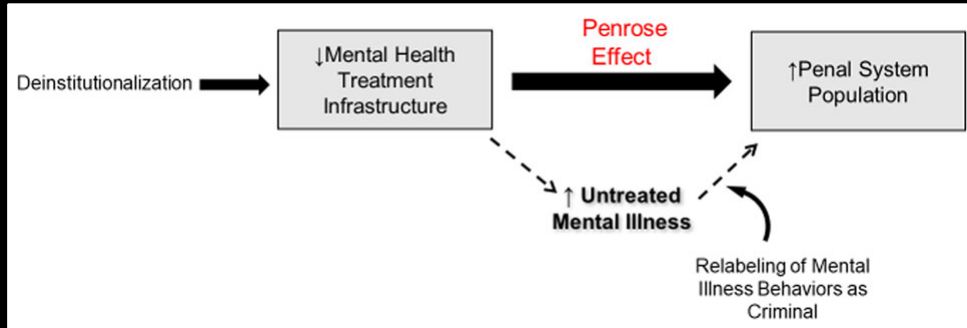 Deinstitutionalization
↓Mental Health
Treatment
Infrastructure
Penrose
Effect
↑Penal System
Population
↑ Untreated
Mental Illness
Relabeling of Mental
Illness Behaviors as
Criminal